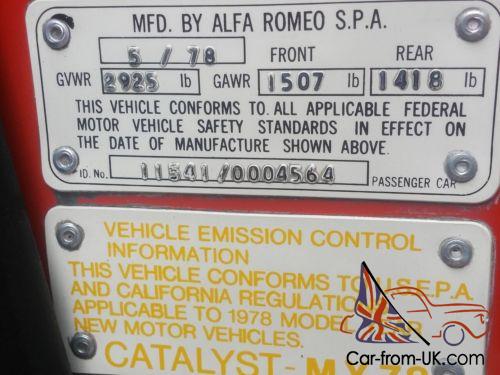 MFD. BY ALFA ROMEO S.P.A.
5 / 78 FRONT REAR
GVWR 2925 lb GAWR 1507 lb 1418 lb
THIS VEHICLE CONFORMS TO ALL APPLICABLE FEDERAL
MOTOR VEHICLE SAFETY STANDARDS IN EFFECT ON
THE DATE OF MANUFACTURE SHOWN ABOVE.
ID. No. 11541/0004564 PASSENGER CAR
VEHICLE EMISSION CONTROL
INFORMATION
THIS VEHICLE CONFORMS TO U.S.E.P.A.
AND CALIFORNIA
APPLICABLE TO 1978
NEW MOTOR VEHICLES.
CATALYST-
Car-from-UK.com